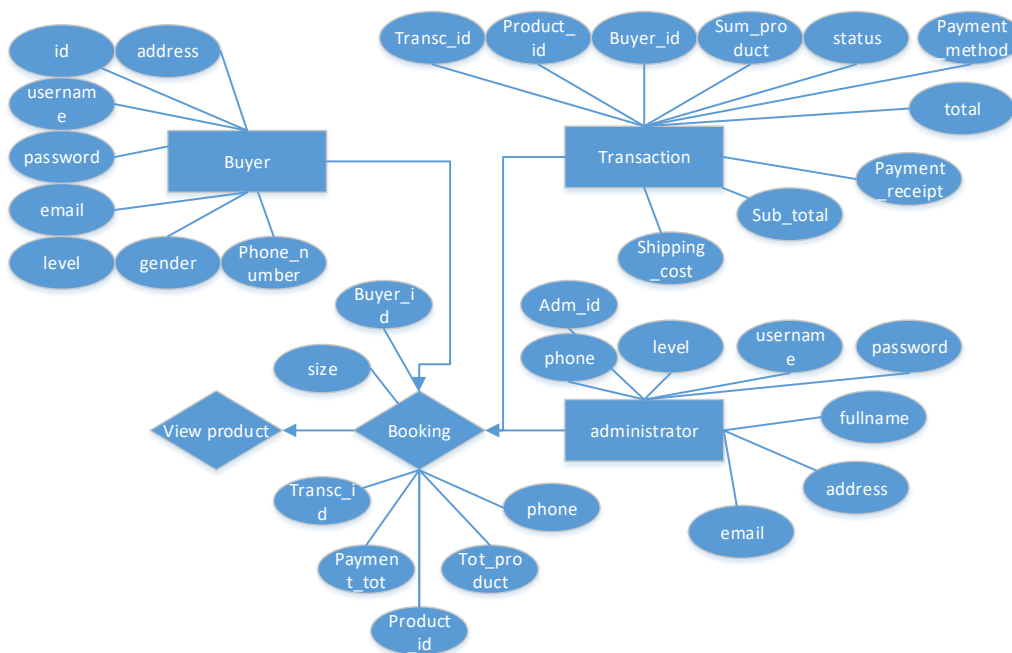 id
address
usernam
e
password
Buyer
email
level
gender
Phone_n
umber
Transc_id
Product_
id
Buyer_id
Sum_pro
duct
status
Payment
_method
total
Transaction
Payment
_receipt
Sub_total
Shipping
_cost
Buyer_i
d
size
View product
Booking
Transc_i
d
Paymen
t_tot
Product
_id
Tot_pro
duct
phone
Adm_id
phone
level
usernam
e
password
administrator
fullname
address
email